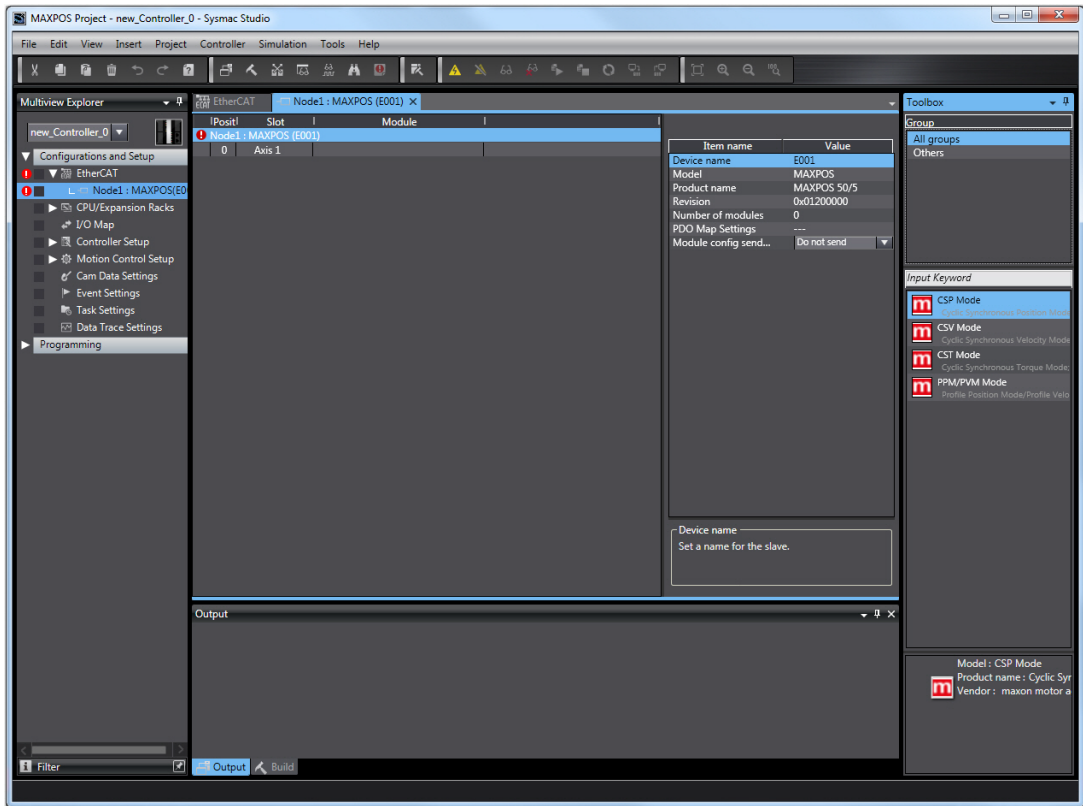 MAXPOS Project - new_Controller_0 - Sysmac Studio
File Edit View Insert Project Controller Simulation Tools Help
Multiview Explorer
new_Controller_0
Configurations and Setup
EtherCAT
Node1 : MAXPOS(E0
CPU/Expansion Racks
I/O Map
Controller Setup
Motion Control Setup
Cam Data Settings
Event Settings
Task Settings
Data Trace Settings
Programming
Filter
EtherCAT
Node1 : MAXPOS (E001)
Positi Slot Module
Node1 : MAXPOS (E001)
0 Axis 1
Item name Value
Device name E001
Model MAXPOS
Product name MAXPOS 50/5
Revision 0x01200000
Number of modules 0
PDO Map Settings ---
Module config send... Do not send
Device name
Set a name for the slave.
Output
Output Build
Toolbox
Group
All groups
Others
Input Keyword
CSP Mode
Cyclic Synchronous Position Mode
CSV Mode
Cyclic Synchronous Velocity Mode
CST Mode
Cyclic Synchronous Torque Mode;
PPM/PVM Mode
Profile Position Mode/Profile Velo
Model : CSP Mode
Product name : Cyclic Syr
Vendor : maxon motor a